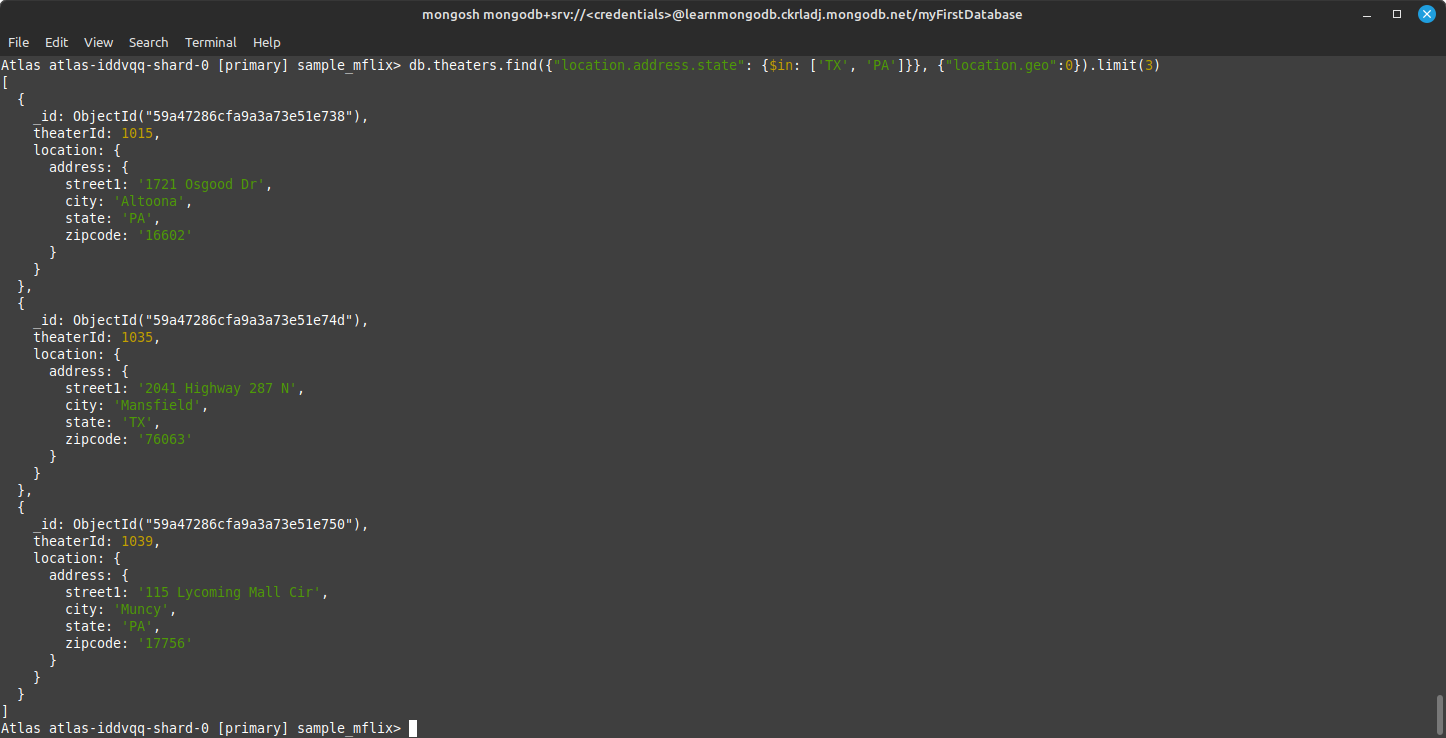 mongosh mongodb+srv://<credentials>@learnmongodb.ckrladj.mongodb.net/myFirstDatabase
File Edit View Search Terminal Help
Atlas atlas-iddvqq-shard-0 [primary] sample_mflix> db.theaters.find({"location.address.state": {$in: ['TX', 'PA']}}, {"location.geo":0}).limit(3)
[
  {
    _id: ObjectId("59a47286cfa9a3a73e51e738"),
    theaterId: 1015,
    location: {
      address: {
        street1: '1721 Osgood Dr',
        city: 'Altoona',
        state: 'PA',
        zipcode: '16602'
      }
    }
  },
  {
    _id: ObjectId("59a47286cfa9a3a73e51e74d"),
    theaterId: 1035,
    location: {
      address: {
        street1: '2041 Highway 287 N',
        city: 'Mansfield',
        state: 'TX',
        zipcode: '76063'
      }
    }
  },
  {
    _id: ObjectId("59a47286cfa9a3a73e51e750"),
    theaterId: 1039,
    location: {
      address: {
        street1: '115 Lycoming Mall Cir',
        city: 'Muncy',
        state: 'PA',
        zipcode: '17756'
      }
    }
  }
]
Atlas atlas-iddvqq-shard-0 [primary] sample_mflix>